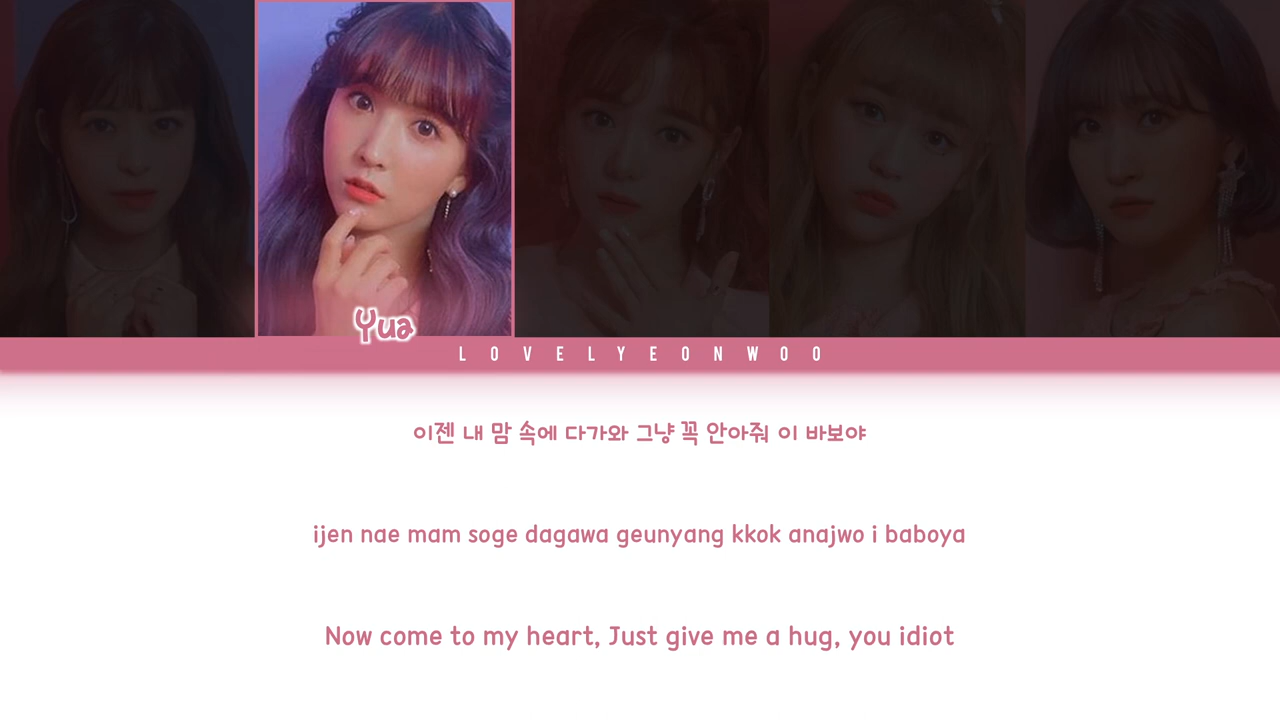 Yua
LOVELYEONWOO
이젠 내 맘 속에 다가와 그냥 꼭 안아줘 이 바보야
ijen nae mam soge dagawa geunyang kkok anajwo i baboya
Now come to my heart, Just give me a hug, you idiot